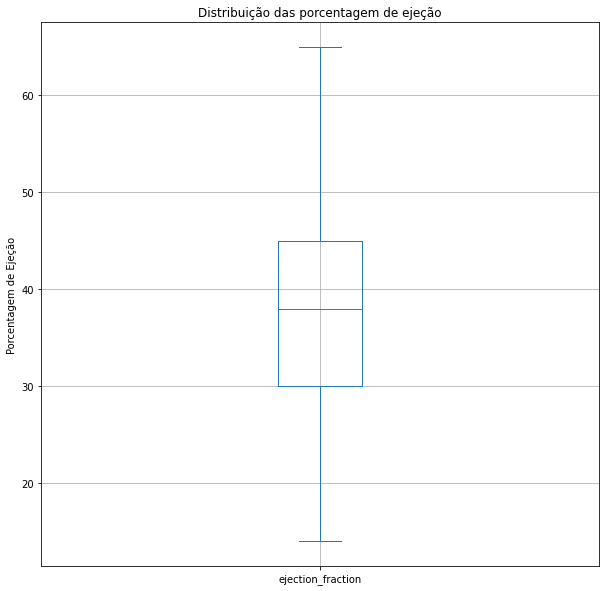 Distribuição das porcentagem de ejeção
Porcentagem de Ejeção
60
50
40
30
20
ejection_fraction